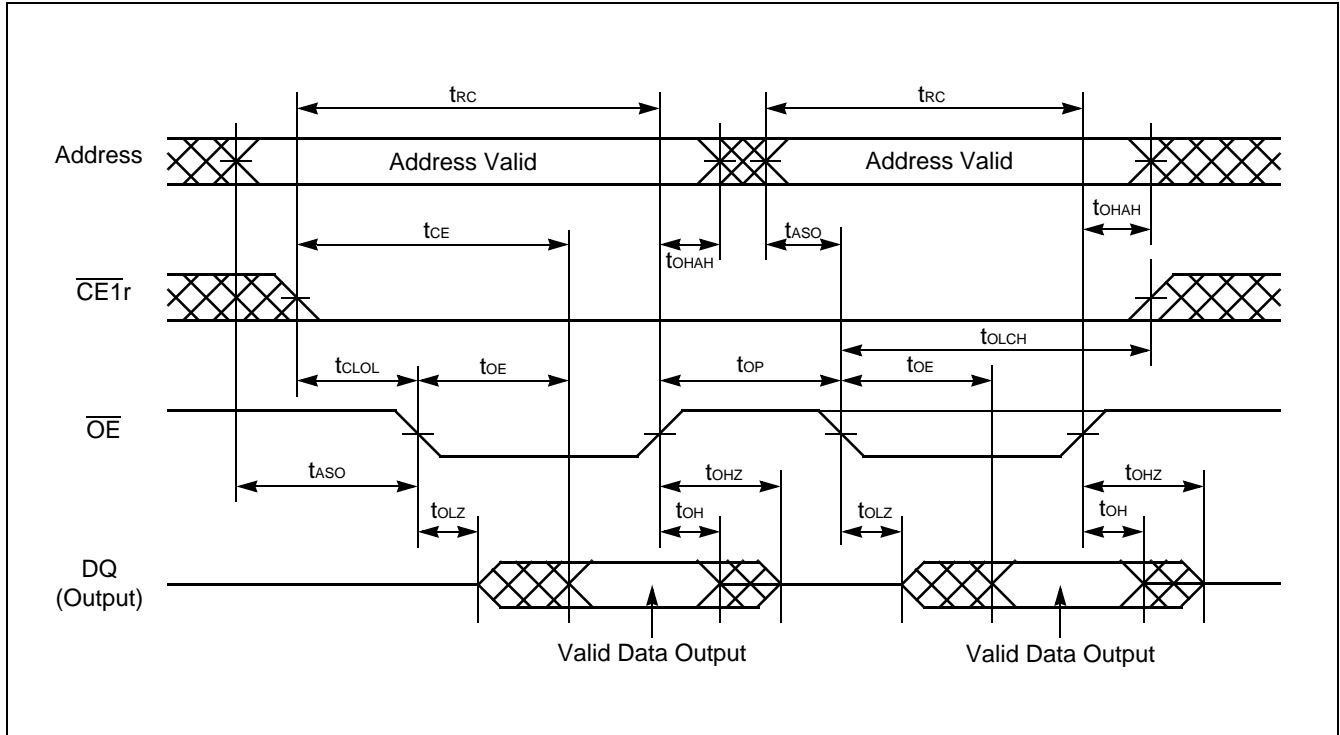 tRC tRC
Address Address Valid Address Valid
tOHAH
tCE tASO
tOHAH
CE1r
tOLCH
tCLOL tOE tOP tOE
OE
tASO tOHZ tOHZ
tOLZ tOH tOLZ tOH
DQ
(Output)
Valid Data Output Valid Data Output